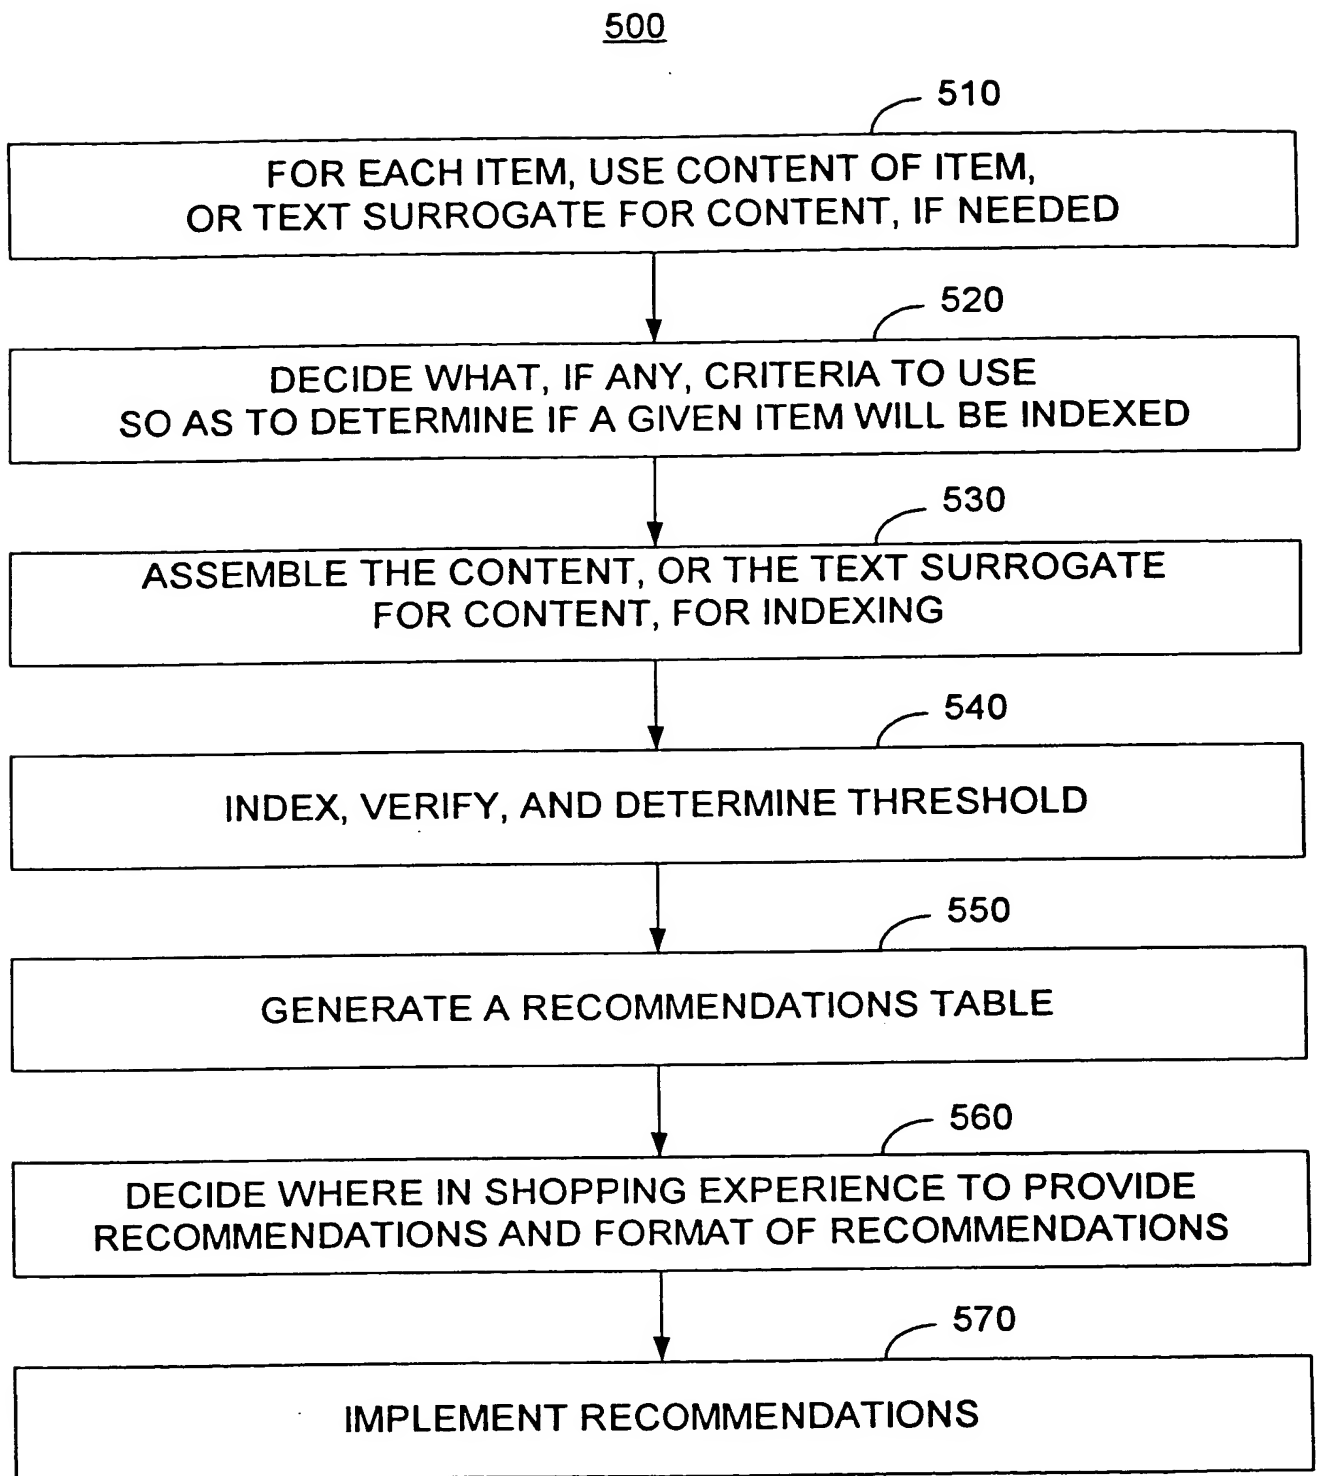 500
510
FOR EACH ITEM, USE CONTENT OF ITEM,
OR TEXT SURROGATE FOR CONTENT, IF NEEDED
520
DECIDE WHAT, IF ANY, CRITERIA TO USE
SO AS TO DETERMINE IF A GIVEN ITEM WILL BE INDEXED
530
ASSEMBLE THE CONTENT, OR THE TEXT SURROGATE
FOR CONTENT, FOR INDEXING
540
INDEX, VERIFY, AND DETERMINE THRESHOLD
550
GENERATE A RECOMMENDATIONS TABLE
560
DECIDE WHERE IN SHOPPING EXPERIENCE TO PROVIDE
RECOMMENDATIONS AND FORMAT OF RECOMMENDATIONS
570
IMPLEMENT RECOMMENDATIONS